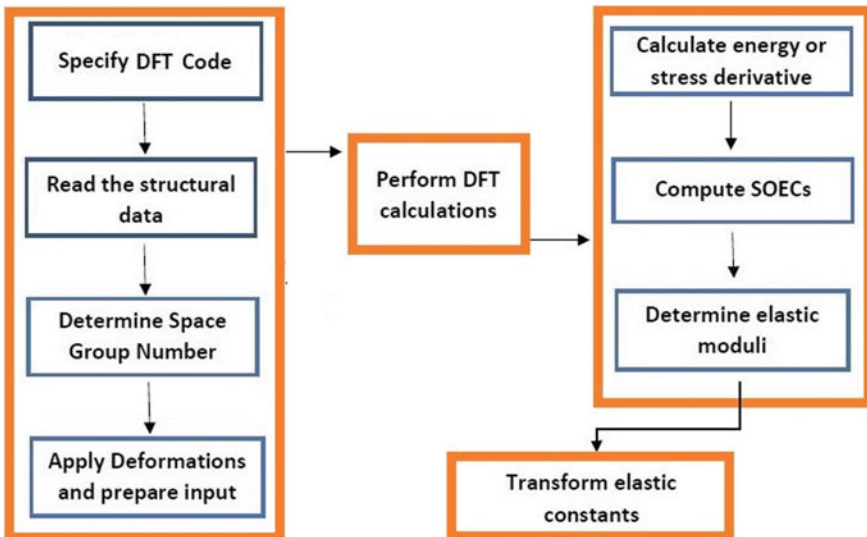 Specify DFT Code
Read the structural
data
Determine Space
Group Number
Apply Deformations
and prepare input
Perform DFT
calculations
Calculate energy or
stress derivative
Compute SOECs
Determine elastic
moduli
Transform elastic
constants